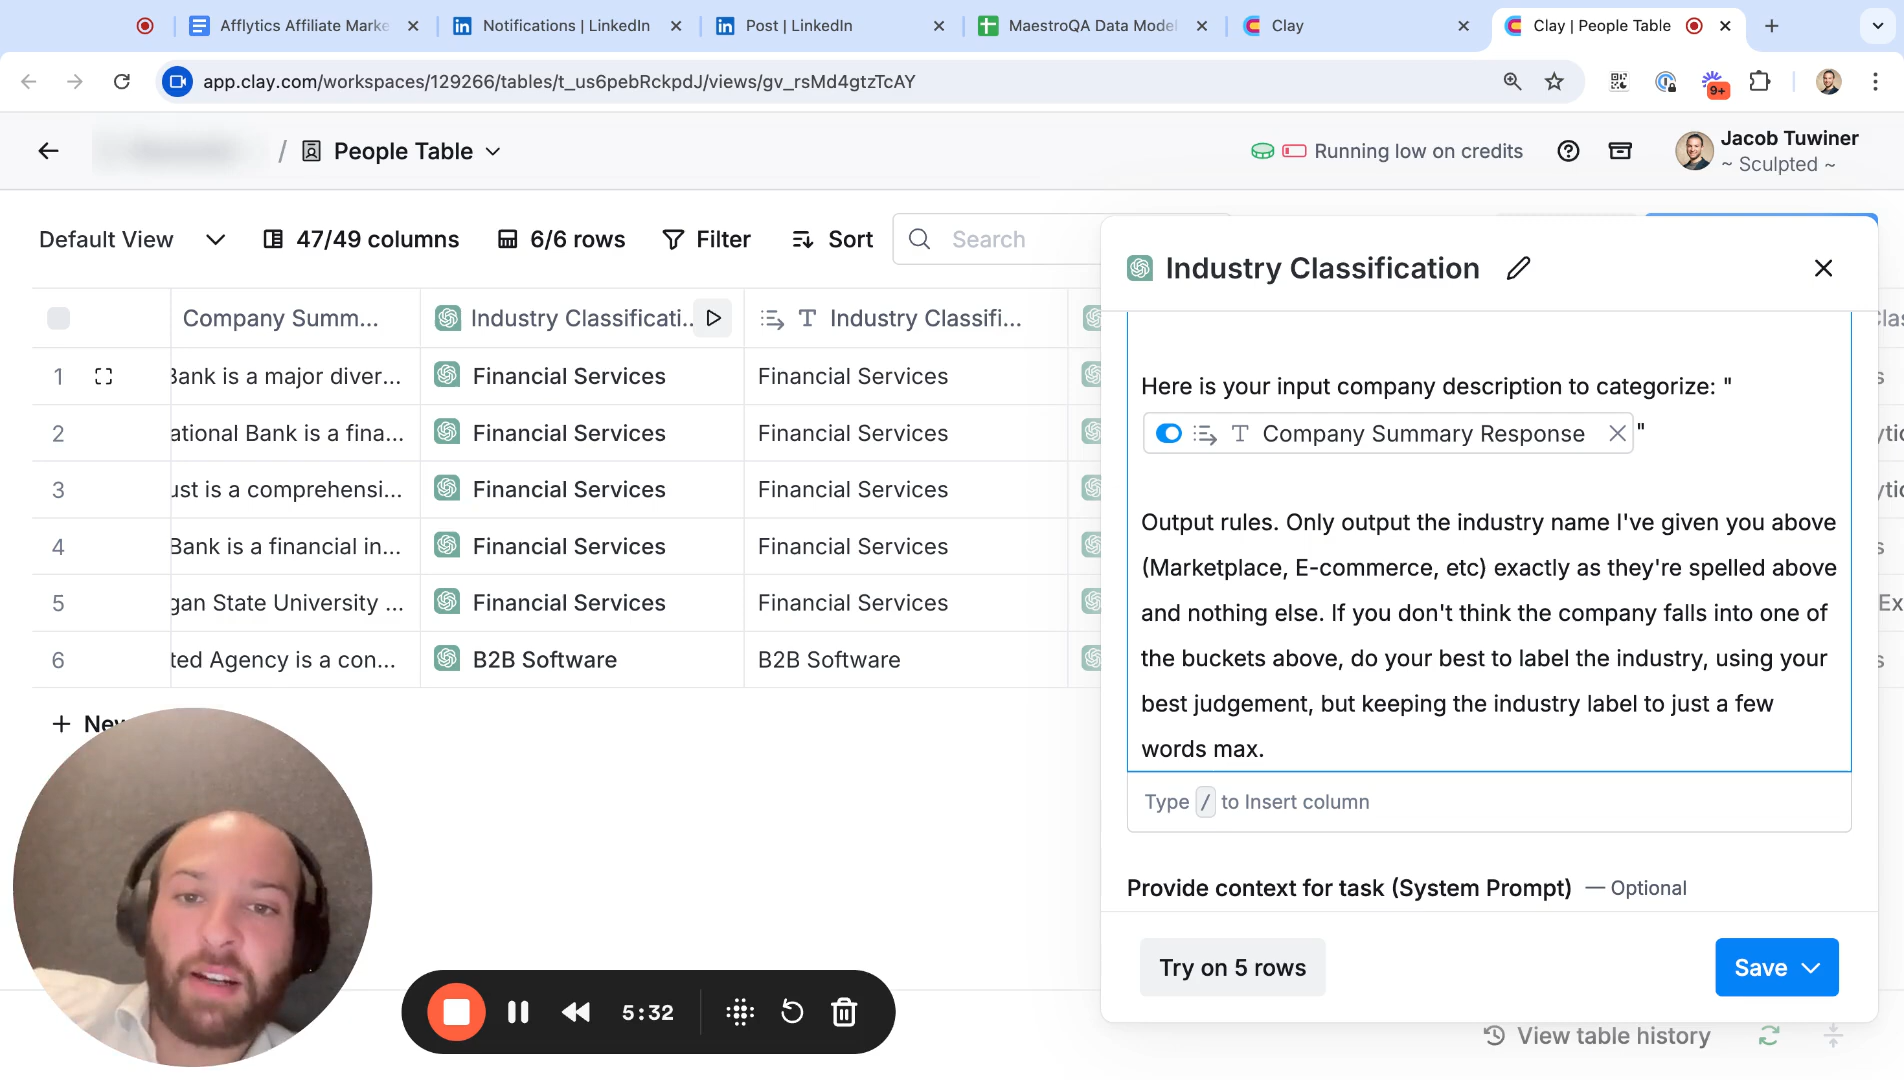 Afflytics Affiliate Marke
Notifications | LinkedIn
Post | LinkedIn
MaestroQA Data Model
Clay
Clay | People Table
app.clay.com/workspaces/129266/tables/t_us6pebRckpdJ/views/gv_rsMd4gtzTcAY
9+
/ People Table
Running low on credits
Jacob Tuwiner
~ Sculpted ~
Default View
47/49 columns
6/6 rows
Filter
Sort
Search
Company Summ...
Industry Classificati..
T Industry Classifi...
1 Bank is a major diver... Financial Services Financial Services
2 ational Bank is a fina... Financial Services Financial Services
3 ust is a comprehensi... Financial Services Financial Services
4 Bank is a financial in... Financial Services Financial Services
5 gan State University ... Financial Services Financial Services
6 ted Agency is a con... B2B Software B2B Software
+ New
Industry Classification
Here is your input company description to categorize: "
T Company Summary Response "
Output rules. Only output the industry name I've given you above
(Marketplace, E-commerce, etc) exactly as they're spelled above
and nothing else. If you don't think the company falls into one of
the buckets above, do your best to label the industry, using your
best judgement, but keeping the industry label to just a few
words max.
Type / to Insert column
Provide context for task (System Prompt) — Optional
Try on 5 rows
Save
5:32
View table history